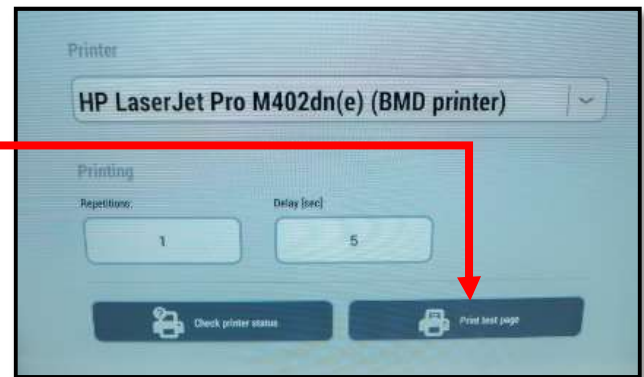 Printer
HP LaserJet Pro M402dn(e) (BMD printer)
Printing
Repetitions:
Delay [sec]
1
5
Check printer status
Print test page